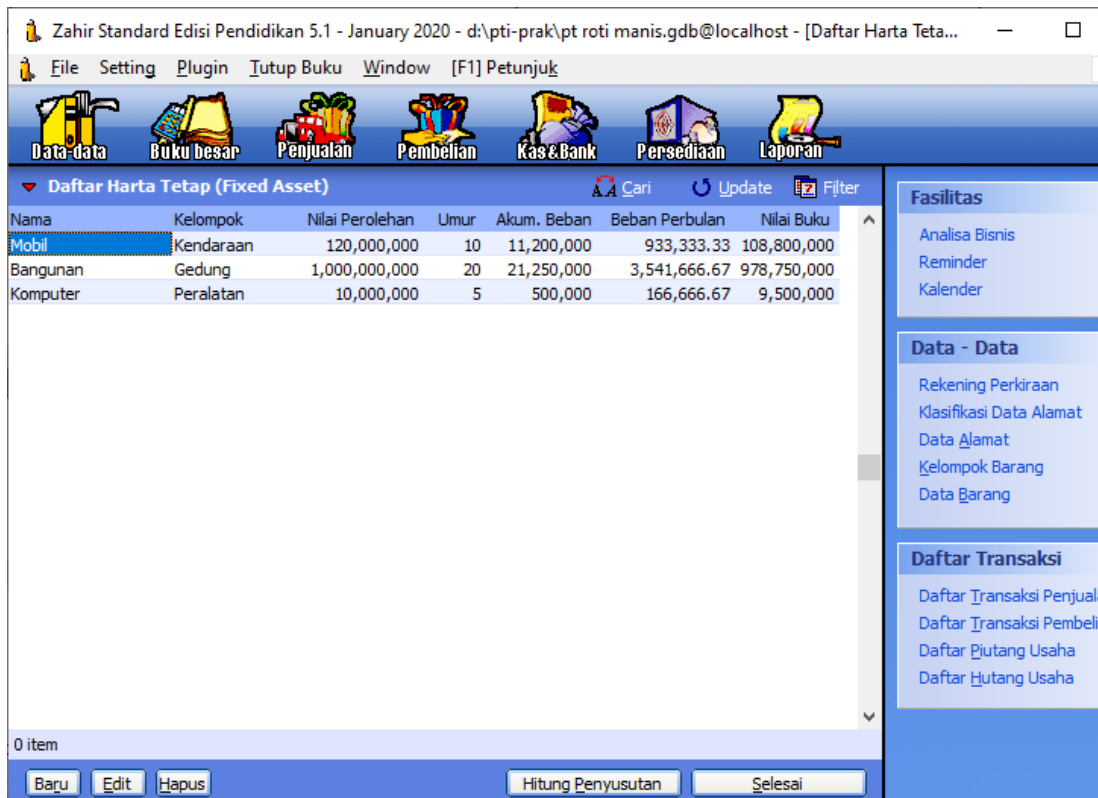 Zahir Standard Edisi Pendidikan 5.1 - January 2020 - d:\pti-prak\pt roti manis.gdb@localhost - [Daftar Harta Teta...
File Setting Plugin Tutup Buku Window [F1] Petunjuk
Data-data Buku besar Penjualan Pembelian Kas&Bank Persediaan Laporan
Daftar Harta Tetap (Fixed Asset) Cari Update Filter
Nama Kelompok Nilai Perolehan Umur Akum. Beban Beban Perbulan Nilai Buku
Mobil Kendaraan 120,000,000 10 11,200,000 933,333.33 108,800,000
Bangunan Gedung 1,000,000,000 20 21,250,000 3,541,666.67 978,750,000
Komputer Peralatan 10,000,000 5 500,000 166,666.67 9,500,000
0 item
Baru Edit Hapus Hitung Penyusutan Selesai
Fasilitas
Analisa Bisnis
Reminder
Kalender
Data - Data
Rekening Perkiraan
Klasifikasi Data Alamat
Data Alamat
Kelompok Barang
Data Barang
Daftar Transaksi
Daftar Transaksi Penjual
Daftar Transaksi Pembeli
Daftar Piutang Usaha
Daftar Hutang Usaha